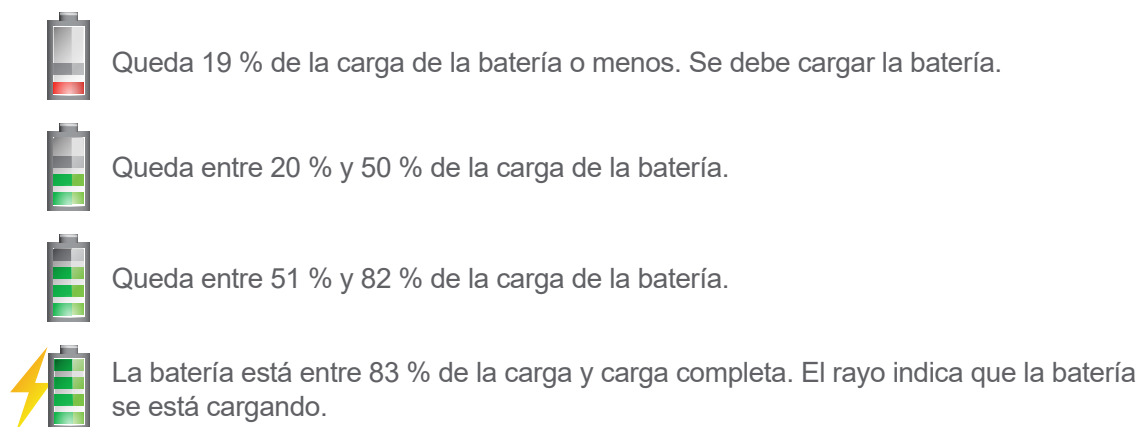 Queda 19 % de la carga de la batería o menos. Se debe cargar la batería.
Queda entre 20 % y 50 % de la carga de la batería.
Queda entre 51 % y 82 % de la carga de la batería.
La batería está entre 83 % de la carga y carga completa. El rayo indica que la batería
se está cargando.